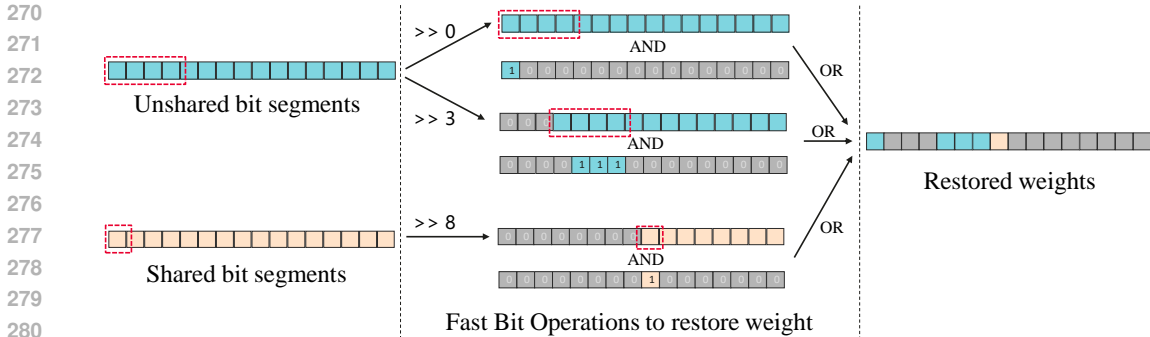 270
271
272
273
274
275
276
277
278
279
280
Unshared bit segments
Shared bit segments
>> 0
>> 3
>> 8
AND
1 0 0 0 0 0 0 0 0 0 0 0 0 0 0 0
0 0 0
AND
0 0 0 0 1 1 1 0 0 0 0 0 0 0 0 0
0 0 0 0 0 0 0 0
AND
0 0 0 0 0 0 0 0 1 0 0 0 0 0 0 0
Fast Bit Operations to restore weight
OR
OR
OR
Restored weights